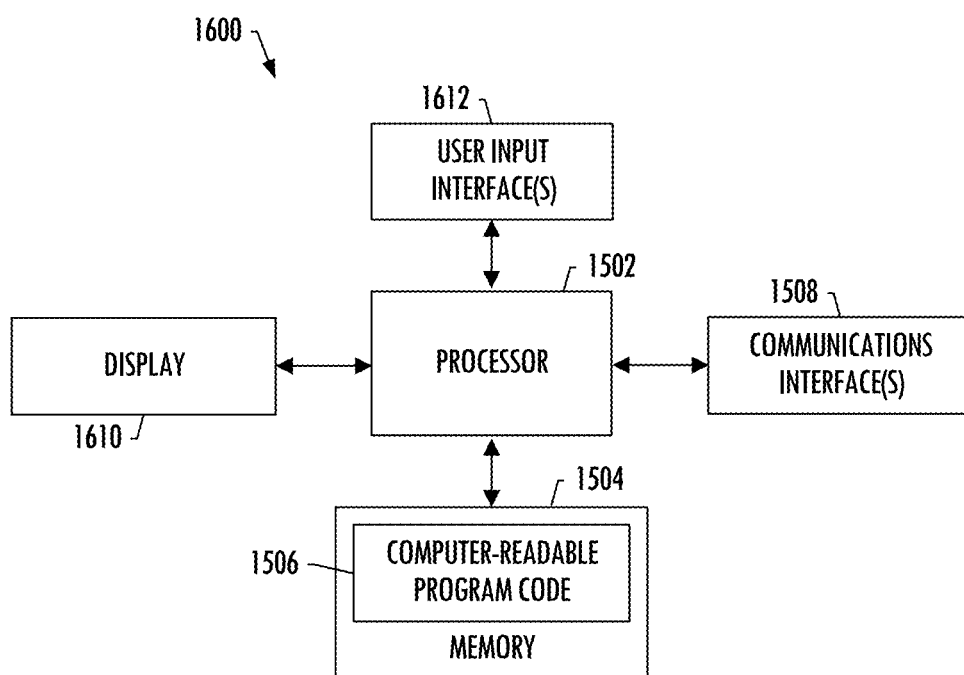 1600
1612
USER INPUT
INTERFACE(S)
1502
1508
DISPLAY
PROCESSOR
COMMUNICATIONS
INTERFACE(S)
1610
1504
1506
COMPUTER-READABLE
PROGRAM CODE
MEMORY